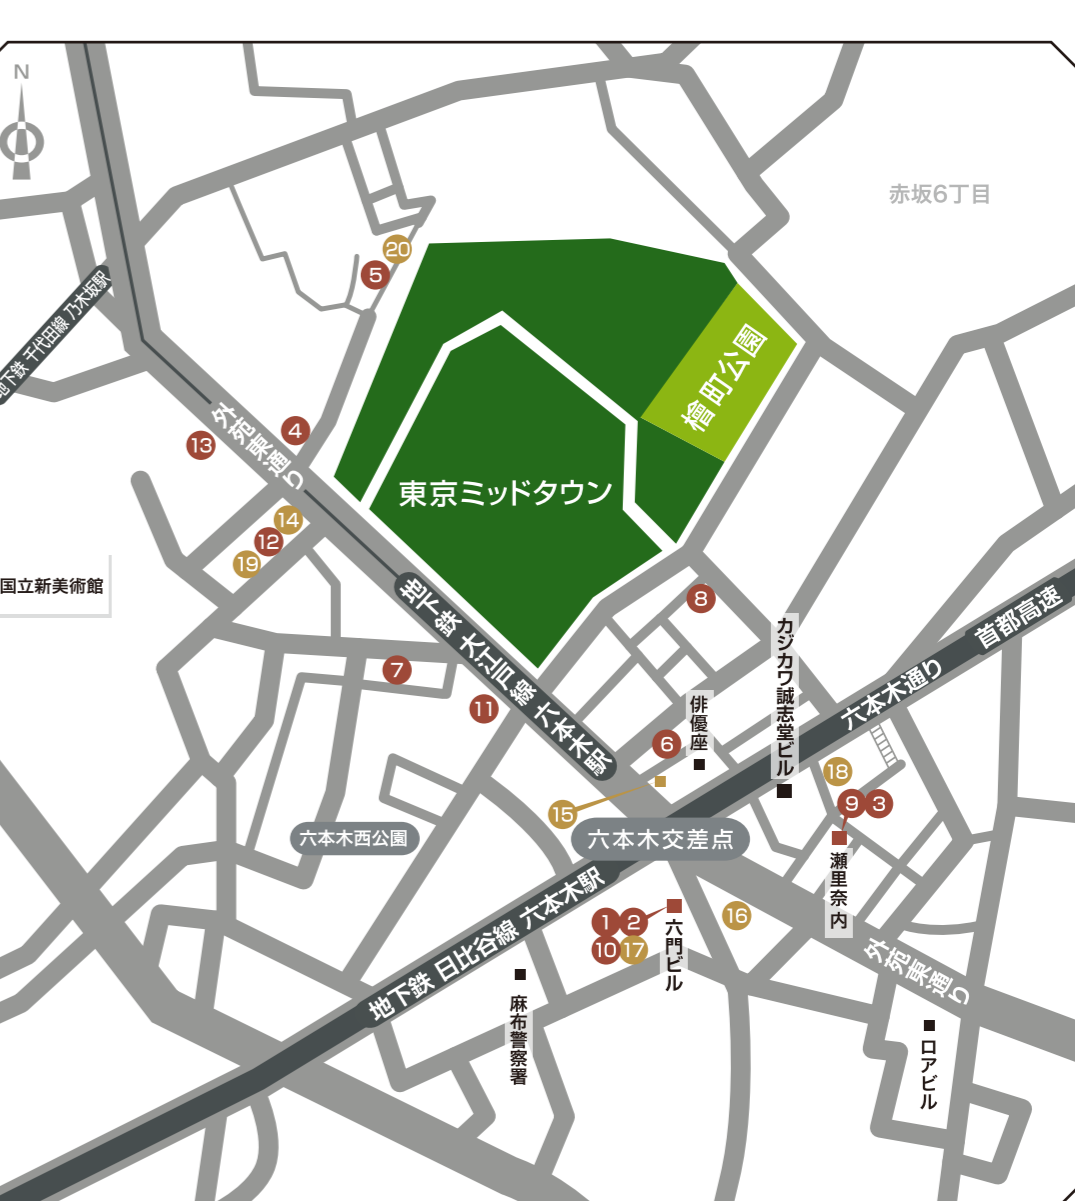 N
赤坂6丁目
20
5
地下鉄 千代田線 乃木坂駅
檜町公園
外苑東通り
4
13
東京ミッドタウン
14
12
19
国立新美術館
地下鉄 大江戸線 六本木駅
8
首都高速
カジカワ誠志堂ビル
六本木通り
7
11
俳優座
6
18
15
9
3
六本木交差点
六本木西公園
瀬里奈内
地下鉄 日比谷線 六本木駅
1
2
10
17
六門ビル
16
外苑東通り
麻布警察署
ロアビル